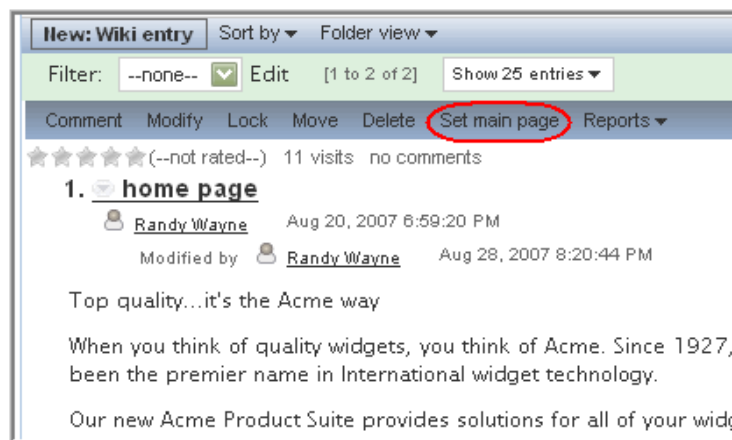 New: Wiki entry Sort by Folder view
Filter: --none-- Edit [1 to 2 of 2] Show 25 entries
Comment Modify Lock Move Delete Set main page Reports
(--not rated--) 11 visits no comments
1. home page
Randy Wayne Aug 20, 2007 6:59:20 PM
Modified by Randy Wayne Aug 28, 2007 8:20:44 PM
Top quality...it's the Acme way
When you think of quality widgets, you think of Acme. Since 1927,
been the premier name in International widget technology.
Our new Acme Product Suite provides solutions for all of your